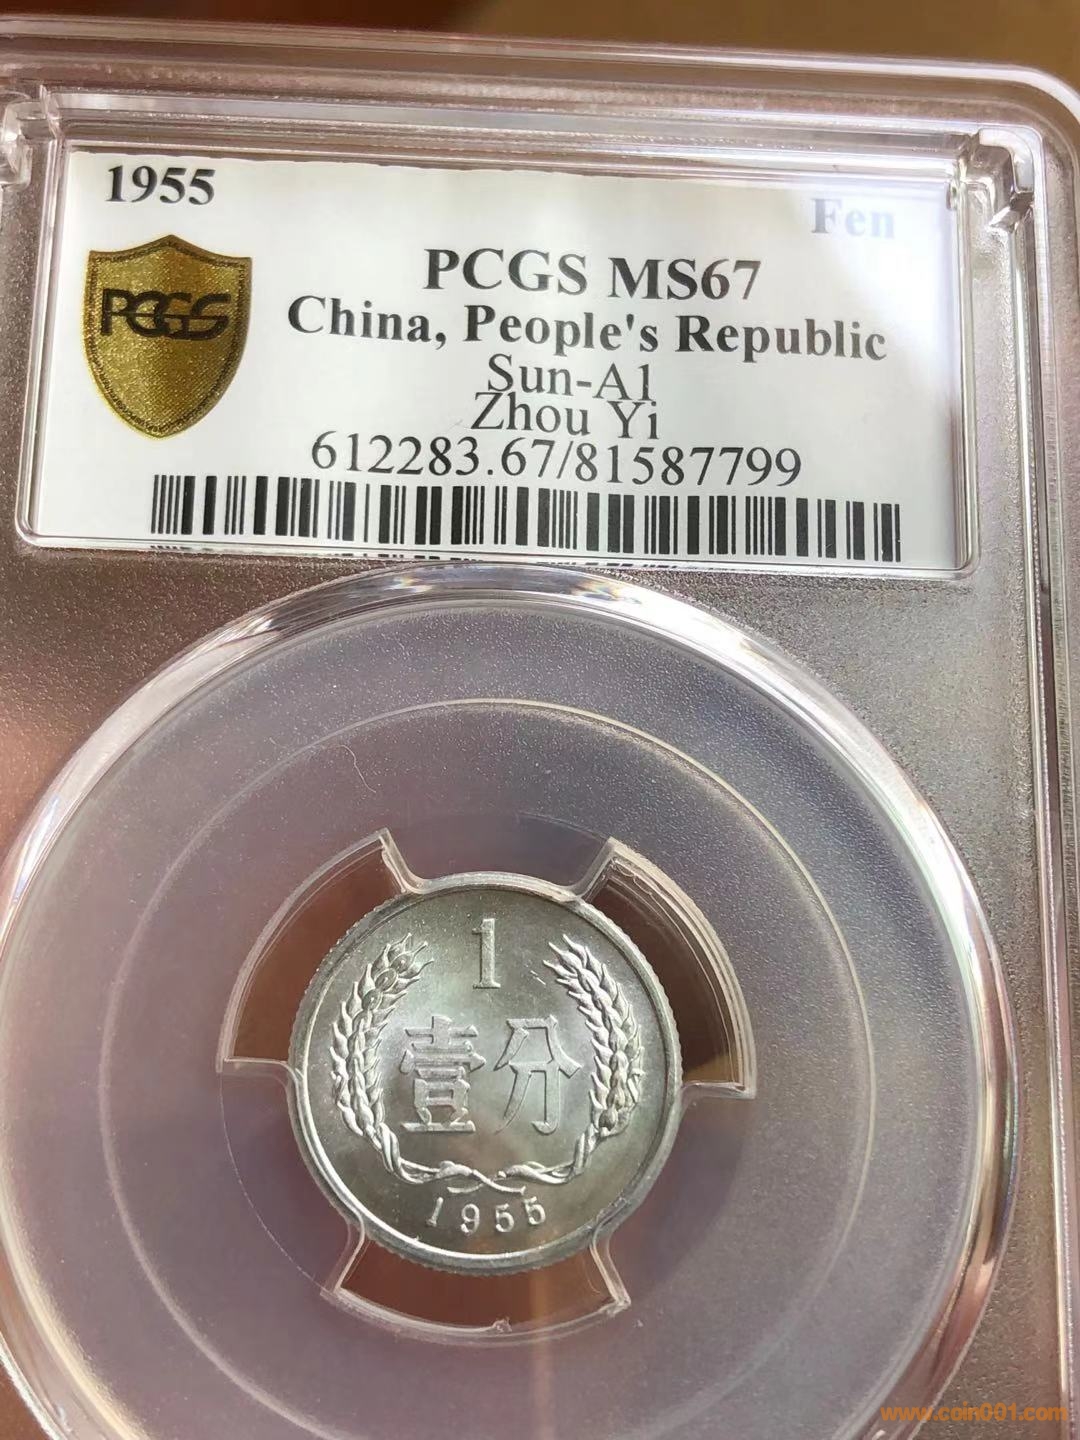 1955
Fen
PCGS MS67
China, People's Republic
Sun-A1
Zhou Yi
612283.67/81587799
PCGS
1
壹分
1955
www.coin001.com